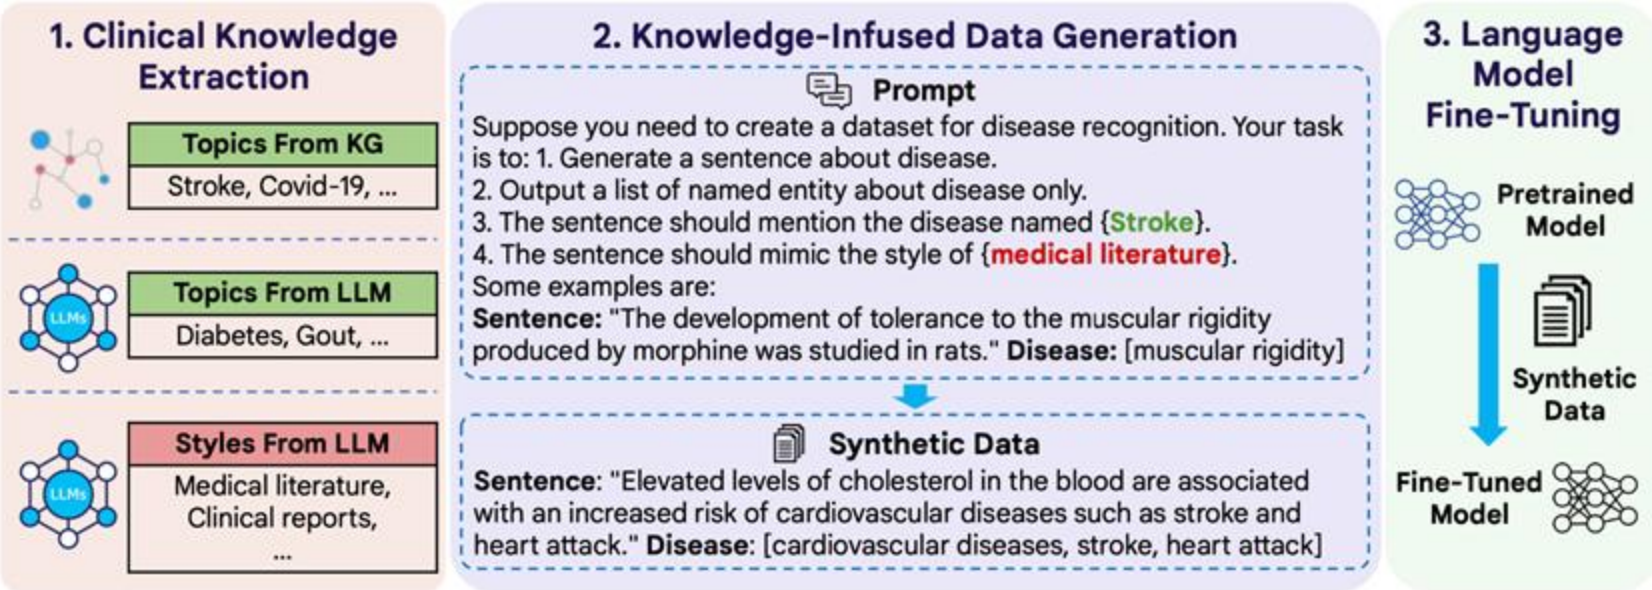 1. Clinical Knowledge
Extraction
Topics From KG
Stroke, Covid-19, ...
LLMs
Topics From LLM
Diabetes, Gout, ...
LLMs
Styles From LLM
Medical literature,
Clinical reports,
...
2. Knowledge-Infused Data Generation
Prompt
Suppose you need to create a dataset for disease recognition. Your task
is to: 1. Generate a sentence about disease.
2. Output a list of named entity about disease only.
3. The sentence should mention the disease named {Stroke}.
4. The sentence should mimic the style of {medical literature}.
Some examples are:
Sentence: "The development of tolerance to the muscular rigidity
produced by morphine was studied in rats." Disease: [muscular rigidity]
Synthetic Data
Sentence: "Elevated levels of cholesterol in the blood are associated
with an increased risk of cardiovascular diseases such as stroke and
heart attack." Disease: [cardiovascular diseases, stroke, heart attack]
3. Language
Model
Fine-Tuning
Pretrained
Model
Synthetic
Data
Fine-Tuned
Model